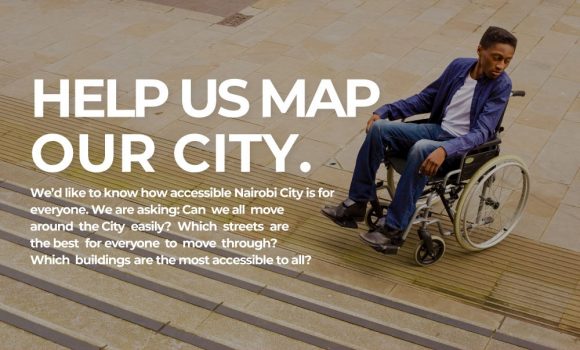 HELP US MAP
OUR CITY.
We'd like to know how accessible Nairobi City is for
everyone. We are asking: Can we all move
around the City easily? Which streets are
the best for everyone to move through?
Which buildings are the most accessible to all?